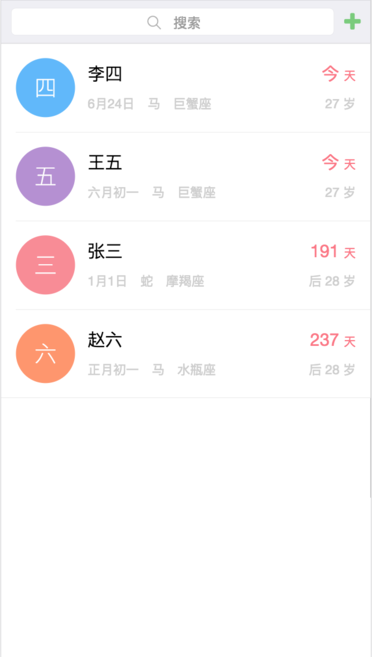 搜索
四
李四
今 天
6月24日 马 巨蟹座
27 岁
五
王五
今 天
六月初一 马 巨蟹座
27 岁
三
张三
191 天
1月1日 蛇 摩羯座
后 28 岁
六
赵六
237 天
正月初一 马 水瓶座
后 28 岁